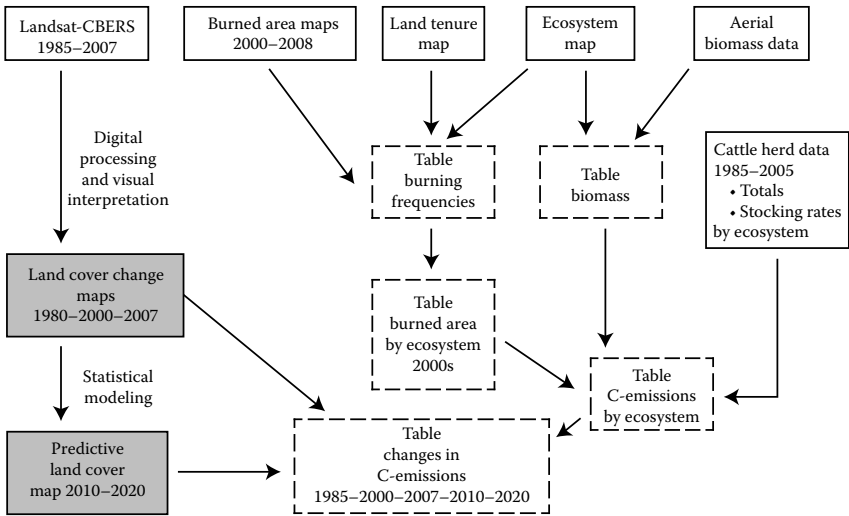 Landsat-CBERS
1985–2007
Burned area maps
2000–2008
Land tenure
map
Ecosystem
map
Aerial
biomass data
Digital
processing
and visual
interpretation
Table
burning
frequencies
Table
biomass
Cattle herd data
1985–2005
• Totals
• Stocking rates
by ecosystem
Land cover change
maps
1980–2000–2007
Table
burned area
by ecosystem
2000s
Statistical
modeling
Table
C-emissions
by ecosystem
Predictive
land cover
map 2010–2020
Table
changes in
C-emissions
1985–2000–2007–2010–2020